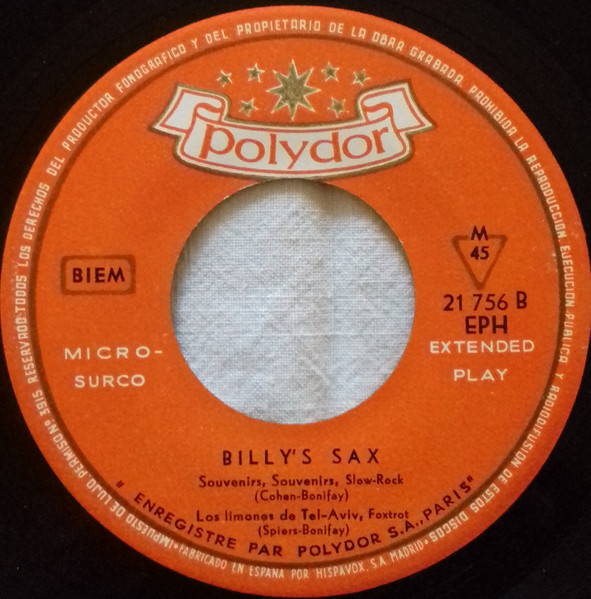 RESERVADO TODOS LOS DERECHOS DEL PRODUCTOR FONOGRAFICO Y DEL PROPIETARIO DE LA OBRA GRABADA. PROHIBIDA LA REPRODUCCION, EJECUCION PUBLICA Y RADIODIFUSION DE ESTOS DISCOS
polydor
M
45
BIEM
21 756 B
EPH
MICRO-
SURCO
EXTENDED
PLAY
BILLY'S SAX
Souvenirs, Souvenirs, Slow-Rock
(Cohen-Bonifay)
Los limones de Tel-Aviv, Foxtrot
(Spiers-Bonifay)
"ENREGISTRE PAR POLYDOR S.A., PARIS"
IMPUESTO DE LUJO, PERMISO Nº 3915
FABRICADO EN ESPAÑA POR HISPAVOX, S.A. MADRID